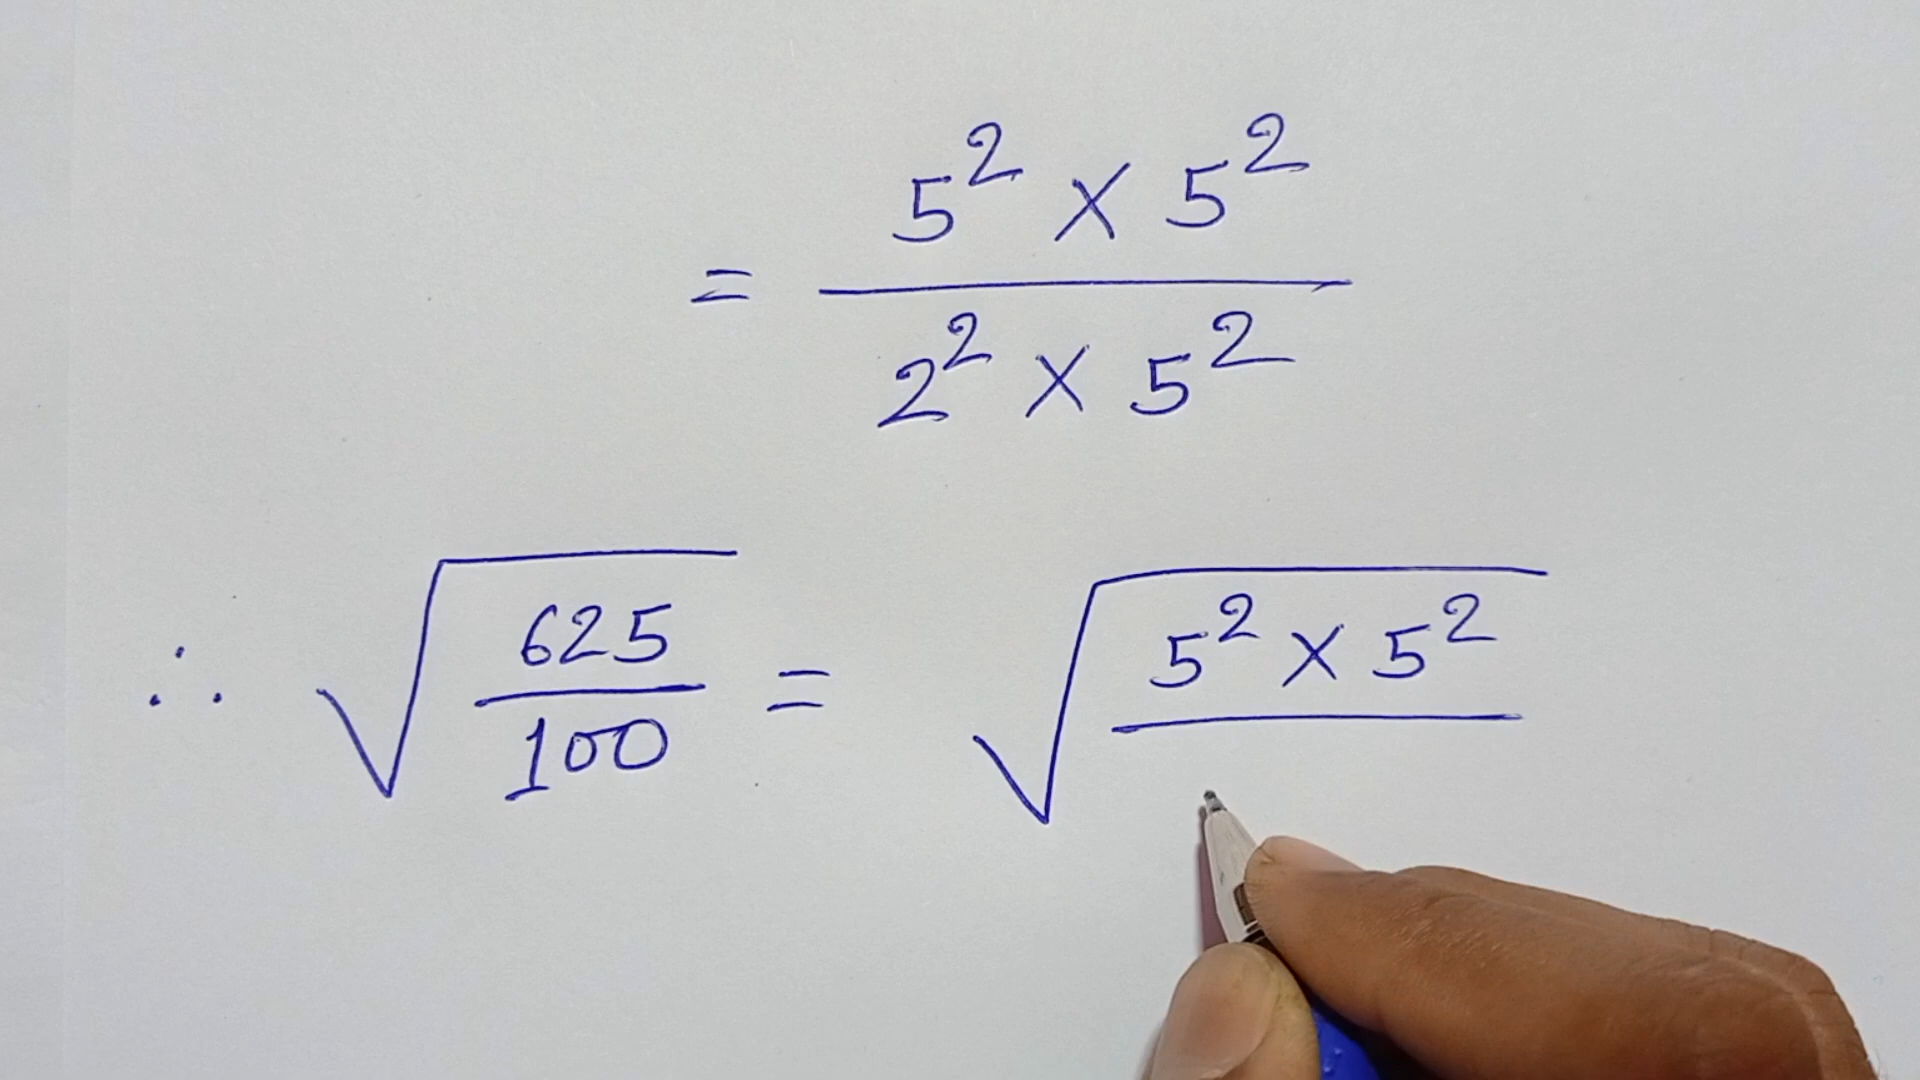 = 5² × 5²
2² × 5²
∴ √ 625 = √ 5² × 5²
100